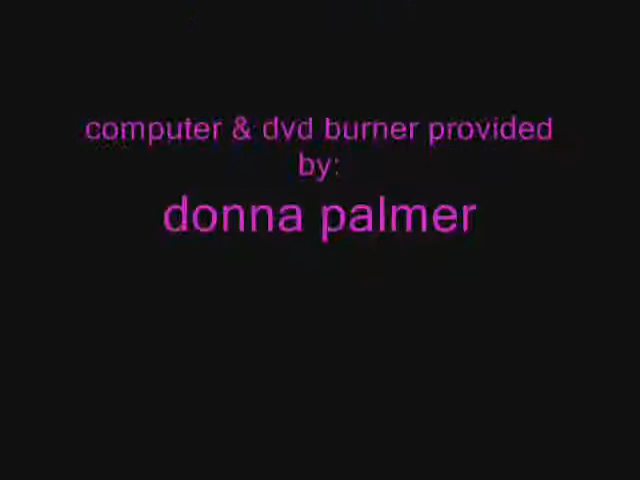 computer & dvd burner provided
by:
donna palmer